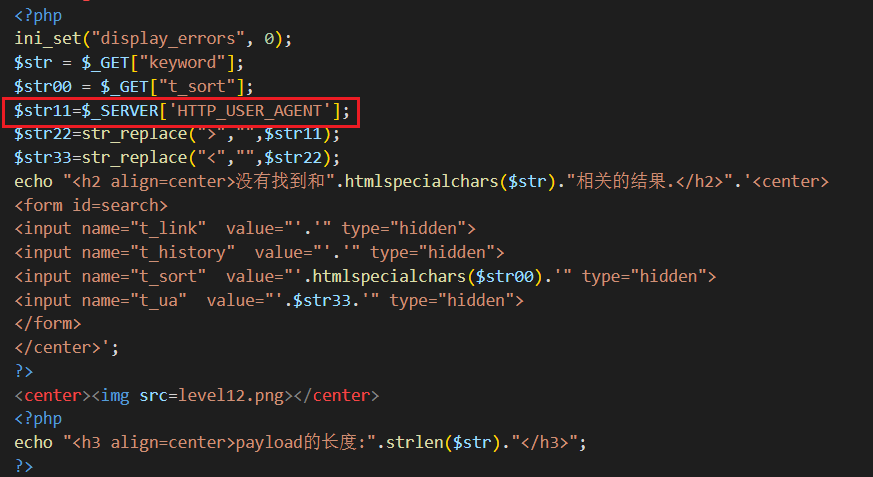 <?php
ini_set("display_errors", 0);
$str = $_GET["keyword"];
$str00 = $_GET["t_sort"];
$str11=$_SERVER['HTTP_USER_AGENT'];
$str22=str_replace(">","",$str11);
$str33=str_replace("<","",$str22);
echo "<h2 align=center>没有找到和".htmlspecialchars($str)."相关的结果.</h2>".'<center>
<form id=search>
<input name="t_link"  value="'.'" type="hidden">
<input name="t_history"  value="'.'" type="hidden">
<input name="t_sort"  value="'.htmlspecialchars($str00).'" type="hidden">
<input name="t_ua"  value="'.$str33.'" type="hidden">
</form>
</center>';
?>
<center><img src=level12.png></center>
<?php
echo "<h3 align=center>payload的长度:".strlen($str)."</h3>";
?>